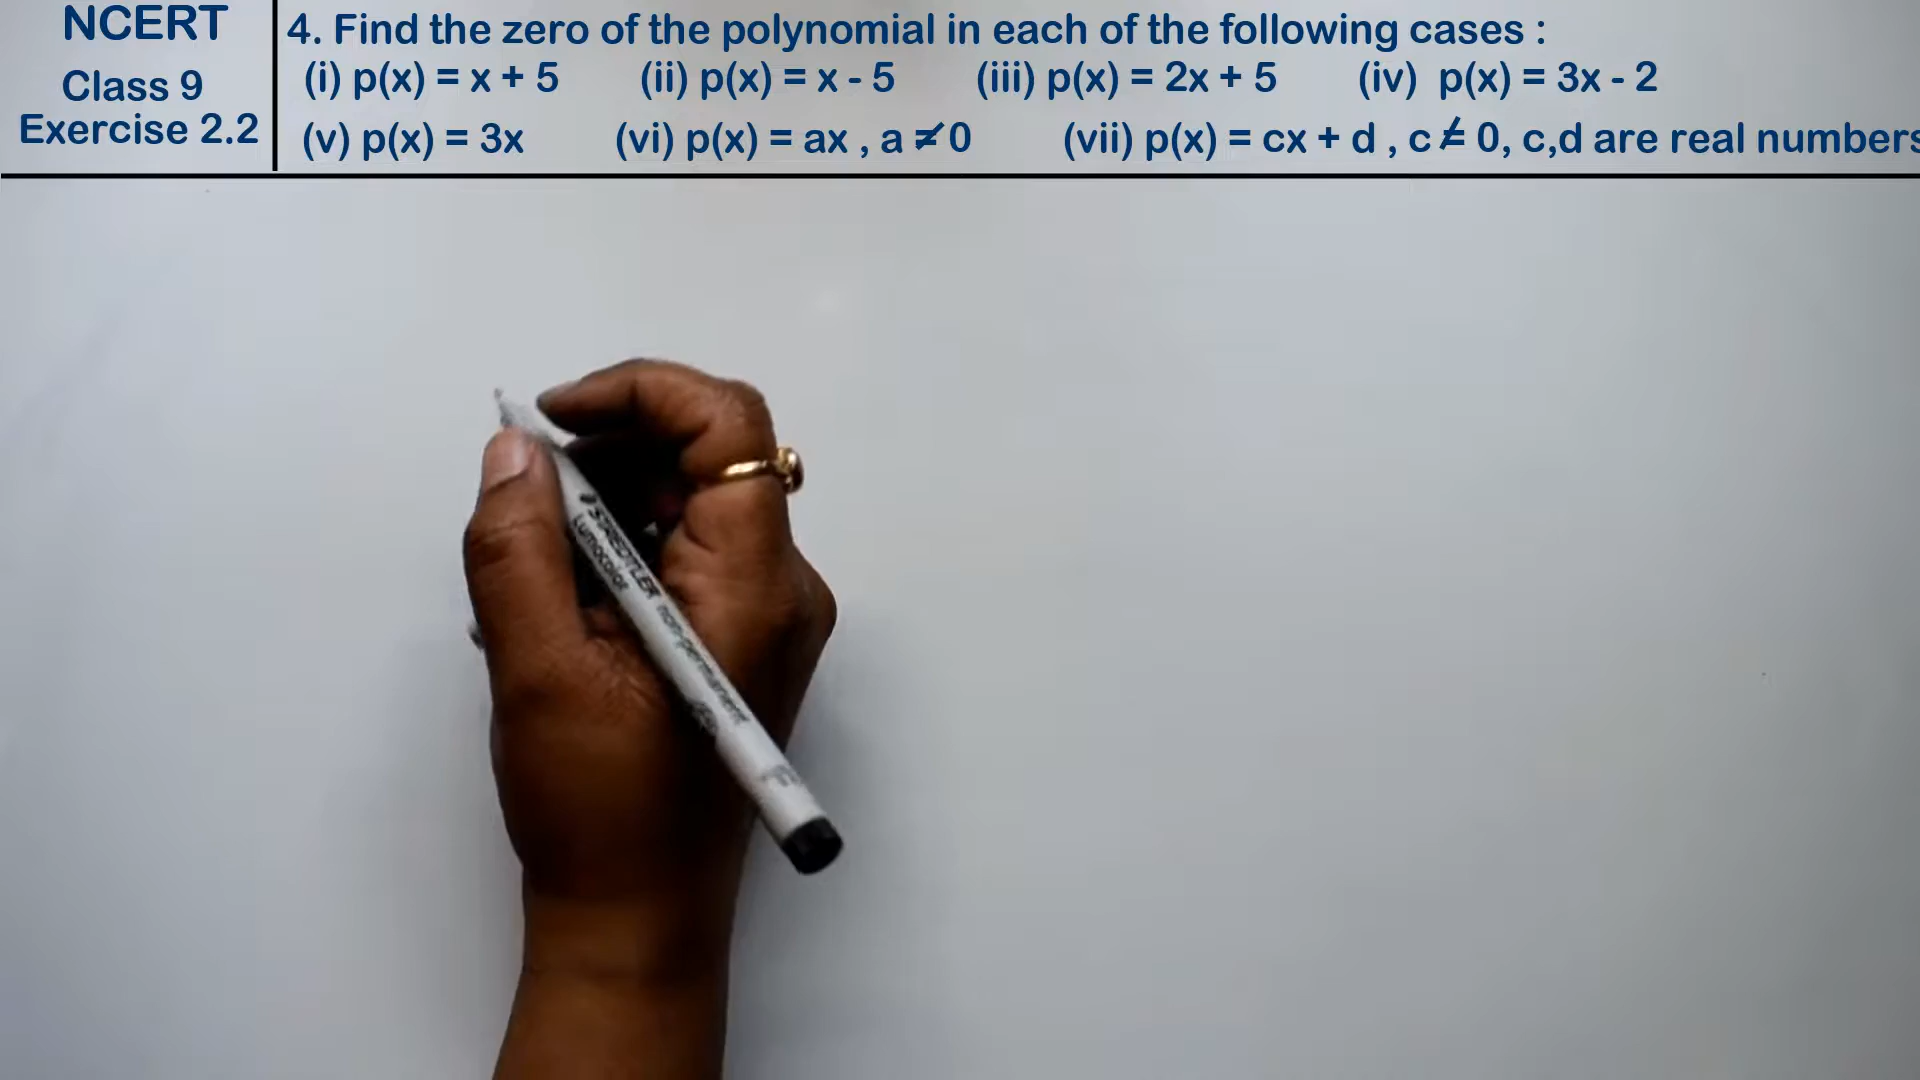 NCERT
Class 9
Exercise 2.2
4. Find the zero of the polynomial in each of the following cases :
(i) p(x) = x + 5 (ii) p(x) = x - 5 (iii) p(x) = 2x + 5 (iv) p(x) = 3x - 2
(v) p(x) = 3x (vi) p(x) = ax , a ≠ 0 (vii) p(x) = cx + d , c ≠ 0, c,d are real numbers
STAEDTLER non-permanent
Lumocolor